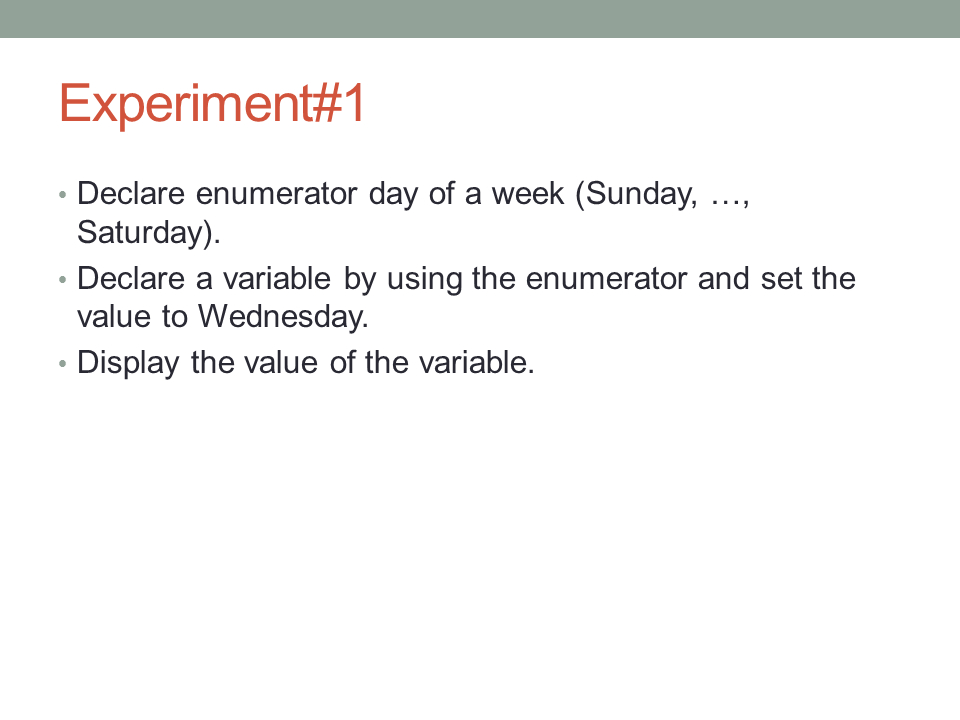 Experiment#1
• Declare enumerator day of a week (Sunday, …,
Saturday).
• Declare a variable by using the enumerator and set the
value to Wednesday.
• Display the value of the variable.